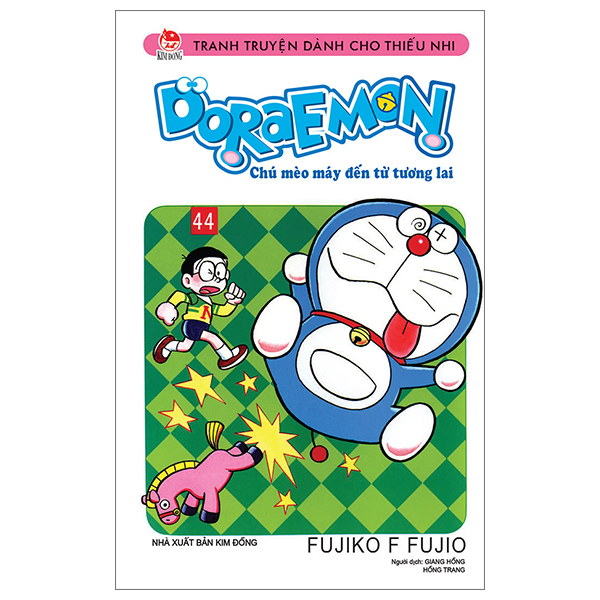 KIM ĐỒNG
TRANH TRUYỆN DÀNH CHO THIẾU NHI
DORAEMON
Chú mèo máy đến từ tương lai
44
N
NHÀ XUẤT BẢN KIM ĐỒNG
FUJIKO F FUJIO
Người dịch: GIANG HỒNG
HỒNG TRANG